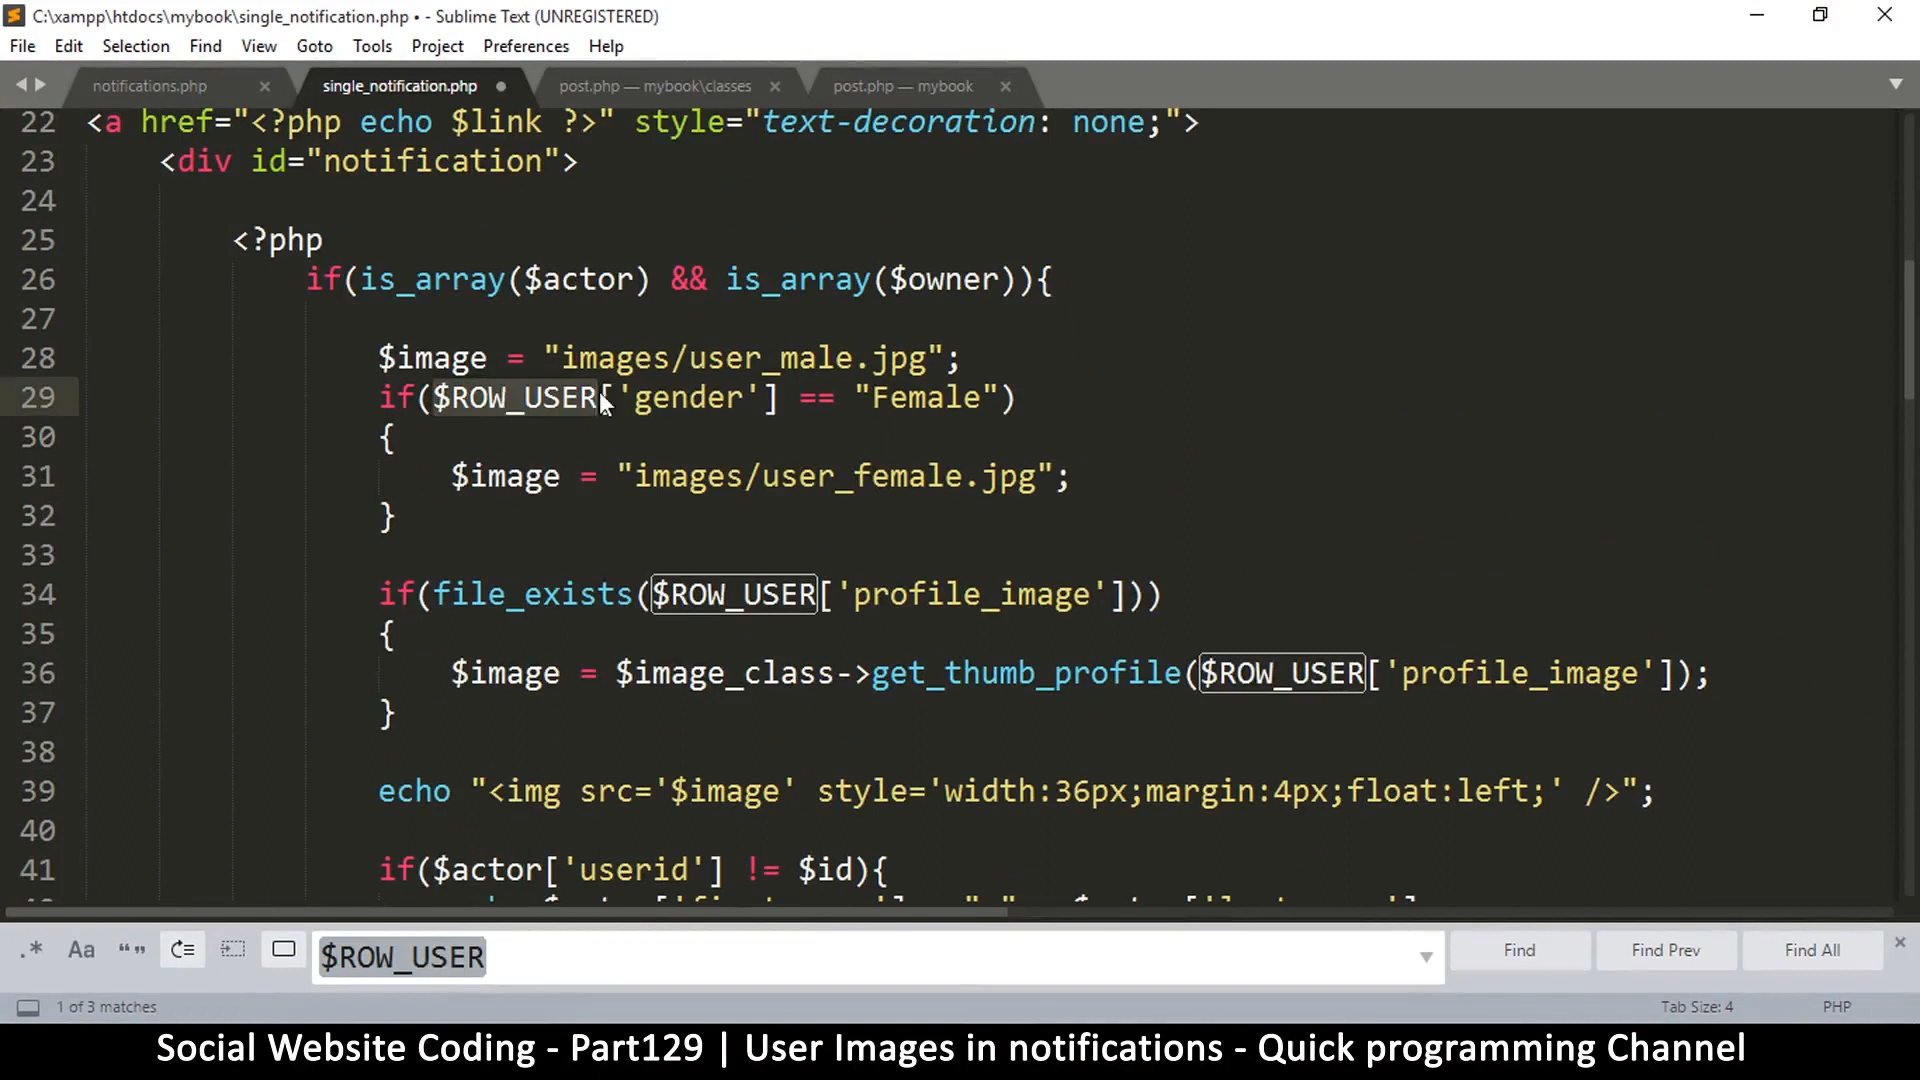 C:\xampp\htdocs\mybook\single_notification.php • - Sublime Text (UNREGISTERED)
File Edit Selection Find View Goto Tools Project Preferences Help
notifications.php single_notification.php post.php — mybook\classes post.php — mybook
22 <a href="<?php echo $link ?>" style="text-decoration: none;">
23 <div id="notification">
24
25 <?php
26 if(is_array($actor) && is_array($owner)){
27
28 $image = "images/user_male.jpg";
29 if($ROW_USER['gender'] == "Female")
30 {
31 $image = "images/user_female.jpg";
32 }
33
34 if(file_exists($ROW_USER['profile_image']))
35 {
36 $image = $image_class->get_thumb_profile($ROW_USER['profile_image']);
37 }
38
39 echo "<img src='$image' style='width:36px;margin:4px;float:left;' />";
40
41 if($actor['userid'] != $id){
.* Aa “” $ROW_USER Find Find Prev Find All
1 of 3 matches Tab Size: 4 PHP
Social Website Coding - Part129 | User Images in notifications - Quick programming Channel